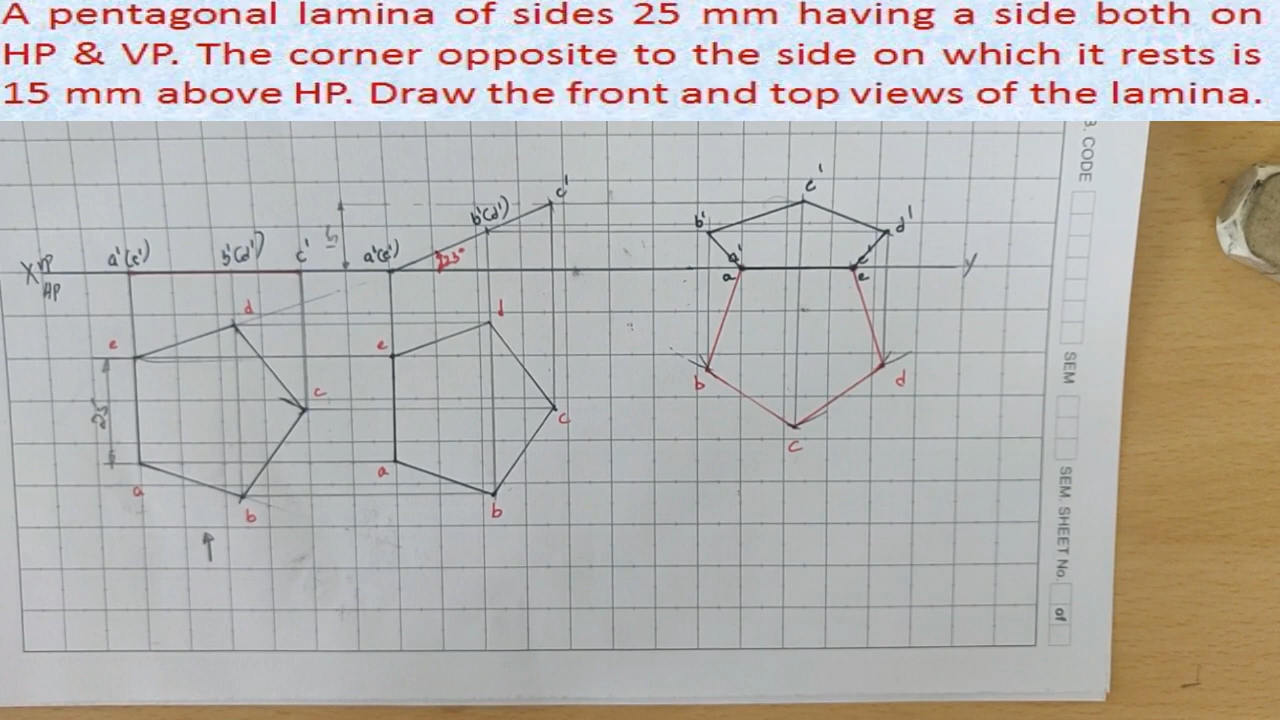 A pentagonal lamina of sides 25 mm having a side both on
HP & VP. The corner opposite to the side on which it rests is
15 mm above HP. Draw the front and top views of the lamina.
B. CODE
SEM
SEM. SHEET No. of
X VP
HP
a'(e') b'(d') c'
15
a'(e') b'(d') c'
23°
b' c' d'
a' e'
a e
y
e d c
25
a b
e d c
a b
b d
c